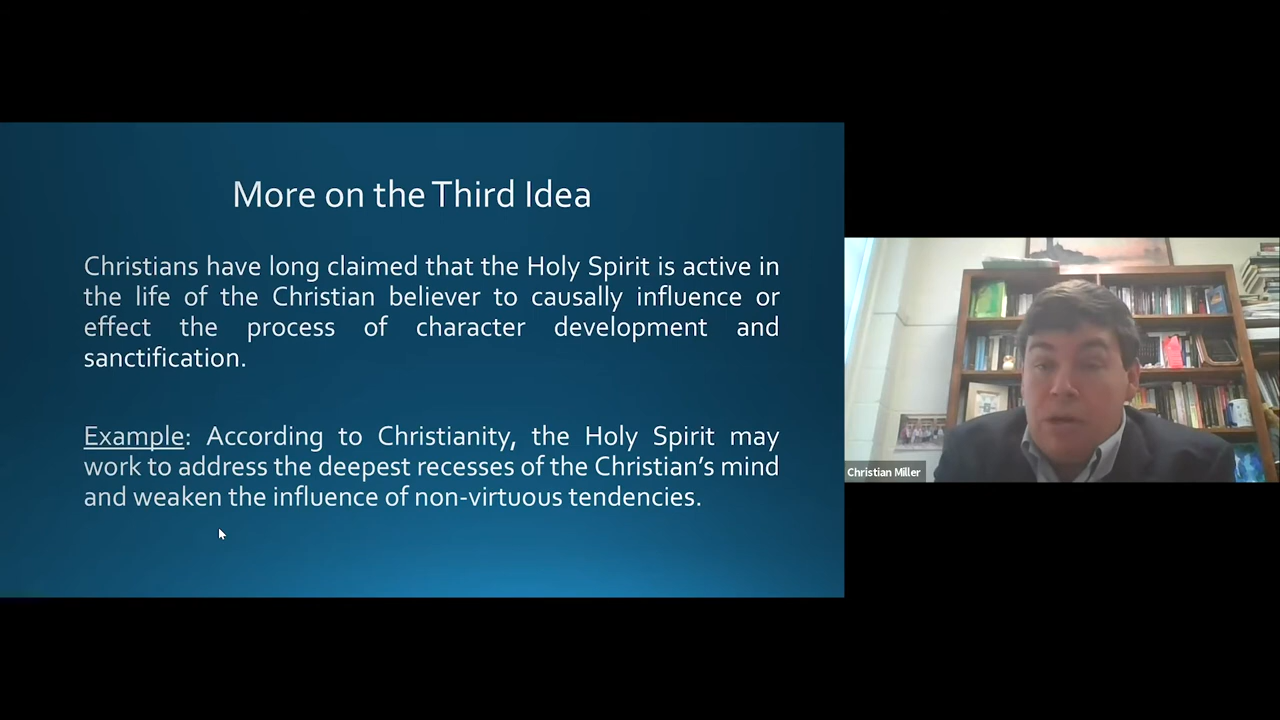 More on the Third Idea
Christians have long claimed that the Holy Spirit is active in
the life of the Christian believer to causally influence or
effect the process of character development and
sanctification.
Example: According to Christianity, the Holy Spirit may
work to address the deepest recesses of the Christian's mind
and weaken the influence of non-virtuous tendencies.
Christian Miller